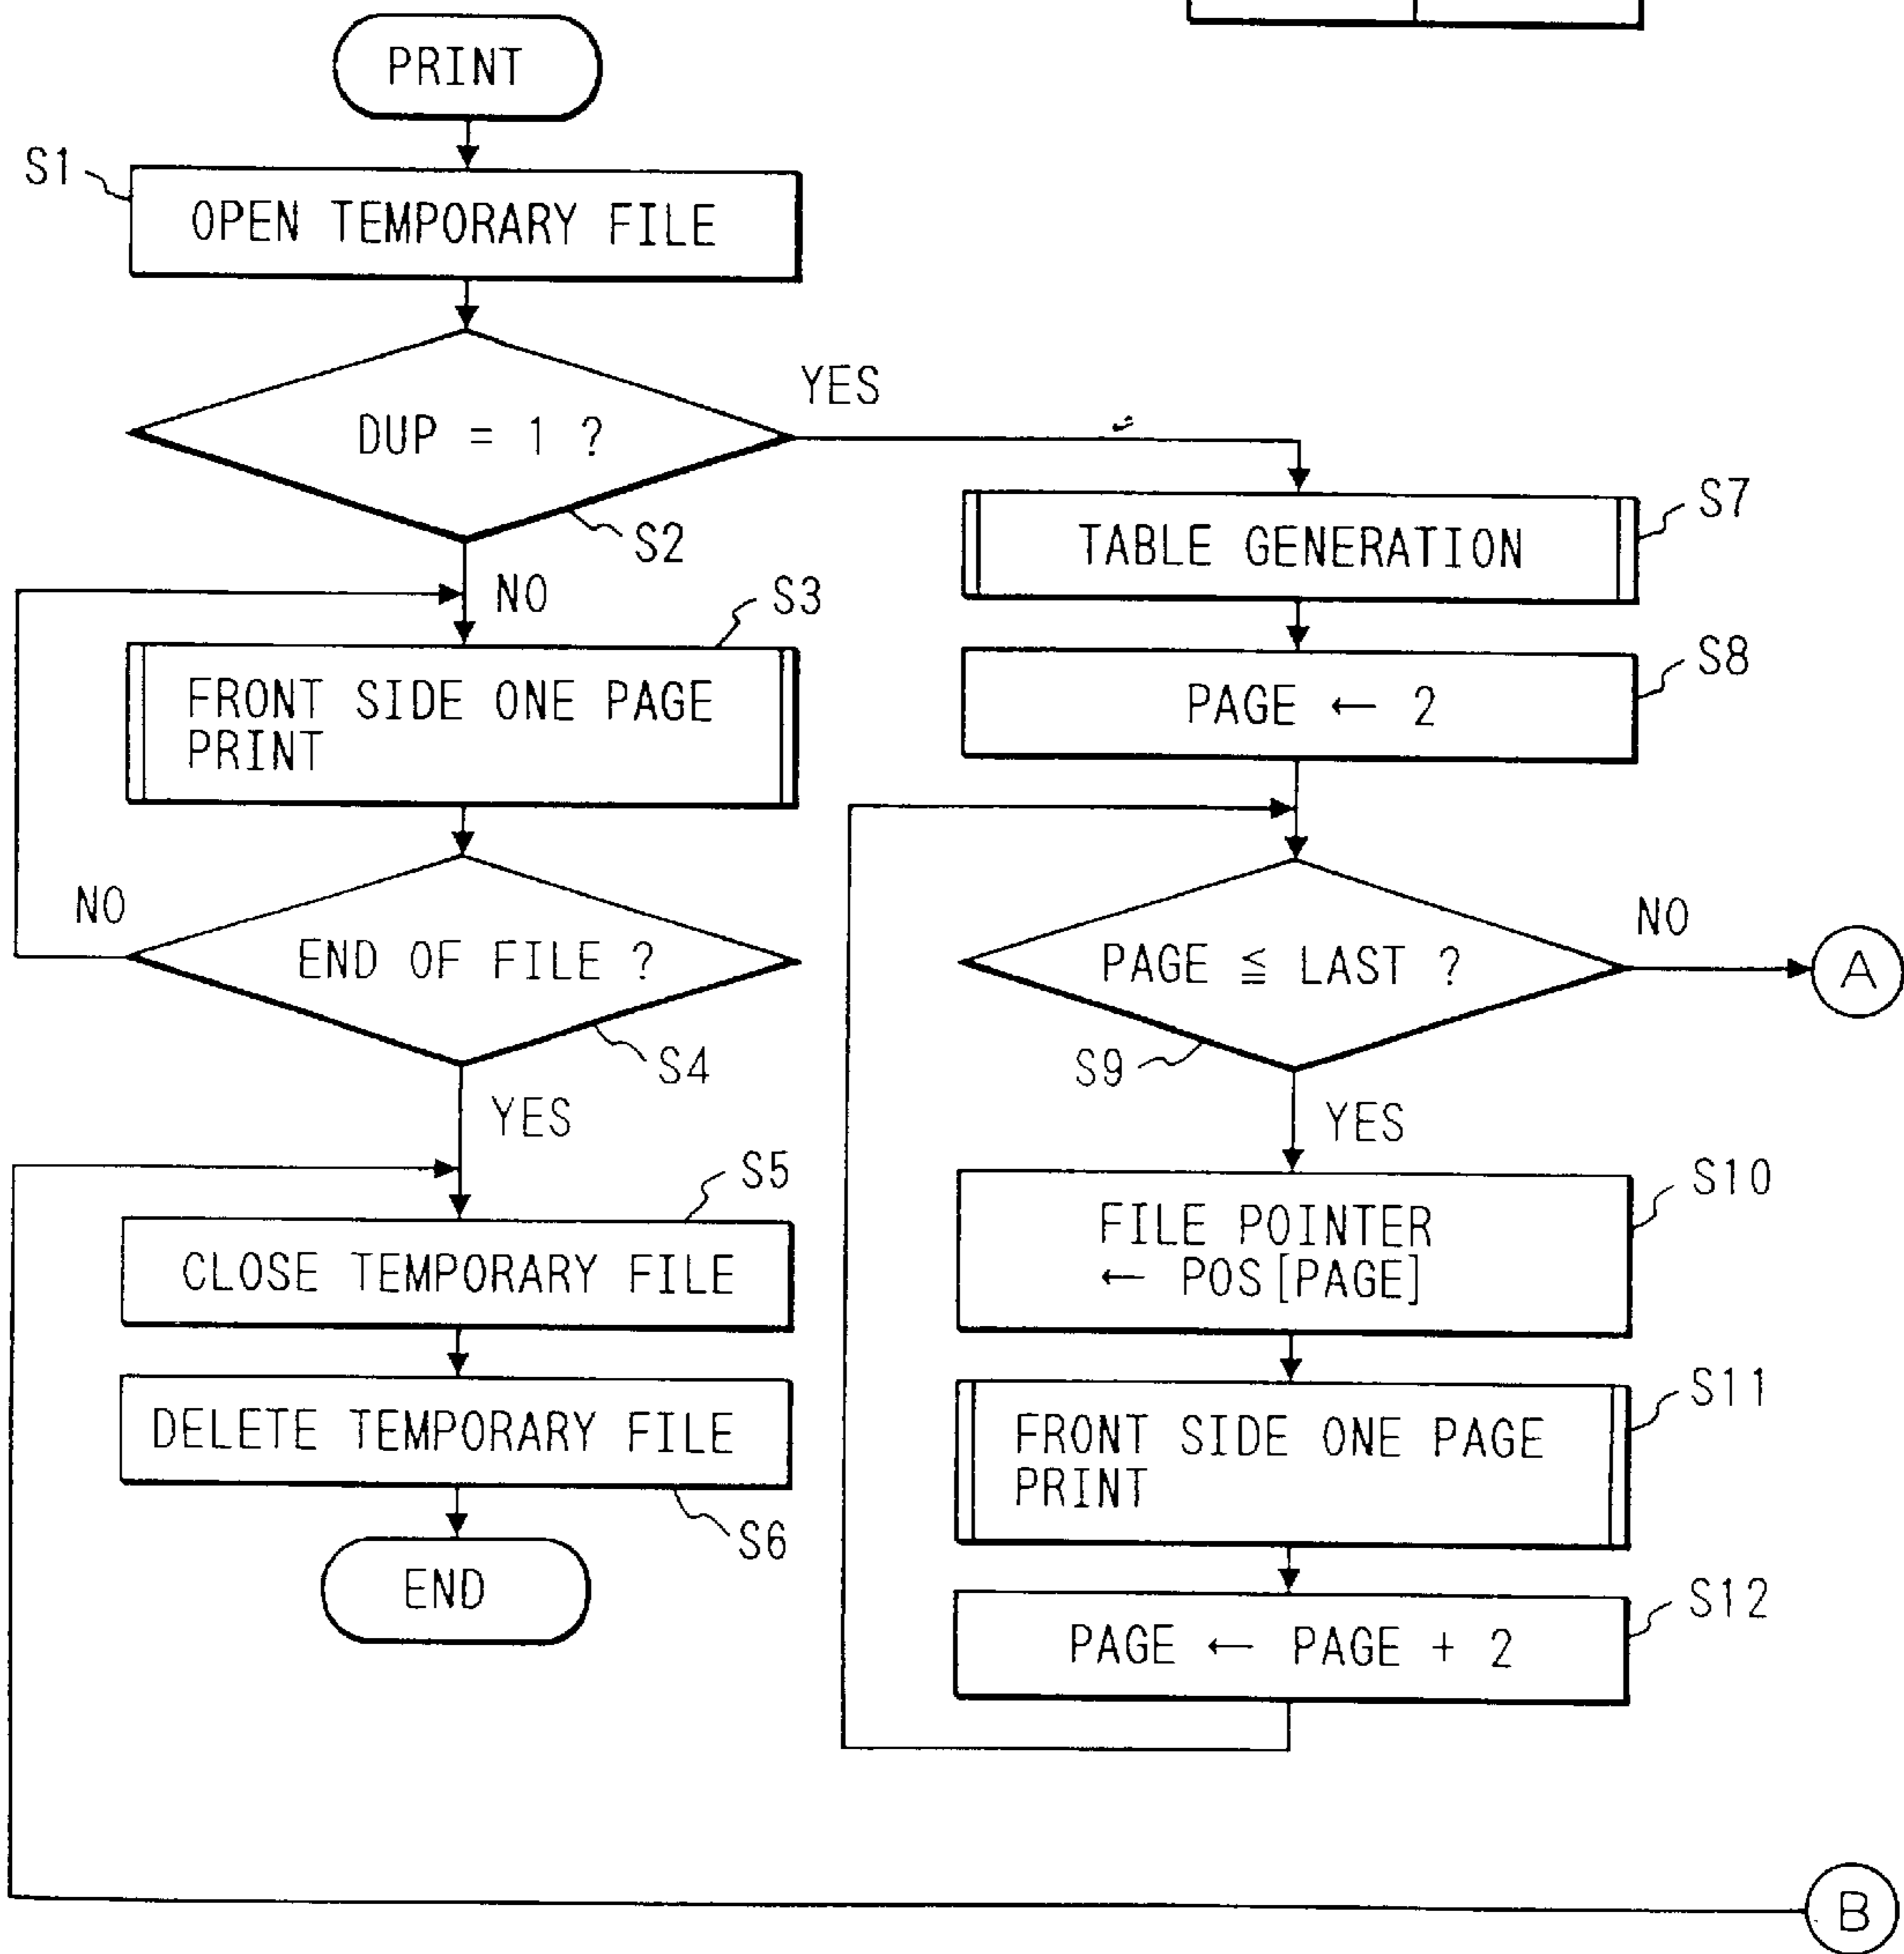 PRINT
S1
OPEN TEMPORARY FILE
YES
DUP = 1 ?
S2
NO
S3
FRONT SIDE ONE PAGE
PRINT
NO
END OF FILE ?
S4
YES
S5
CLOSE TEMPORARY FILE
DELETE TEMPORARY FILE
S6
END
S7
TABLE GENERATION
S8
PAGE ← 2
NO
PAGE ≦ LAST ?
A
S9
YES
S10
FILE POINTER
← POS[PAGE]
S11
FRONT SIDE ONE PAGE
PRINT
S12
PAGE ← PAGE + 2
B